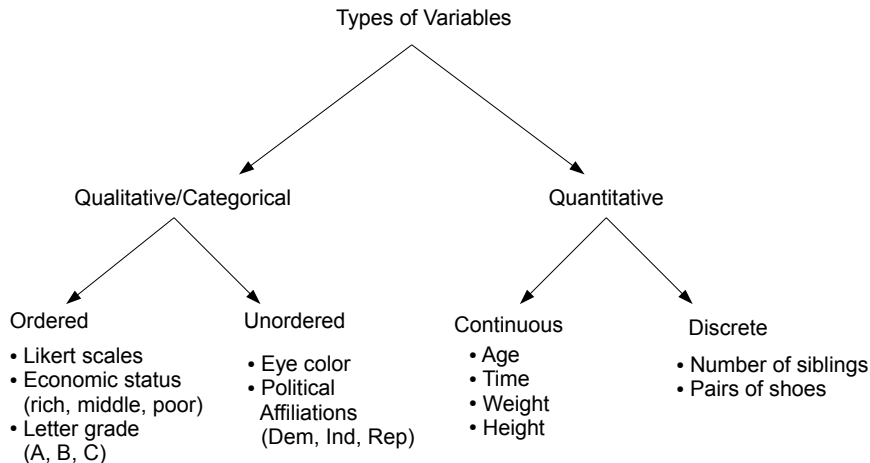 Types of Variables
Qualitative/Categorical
Quantitative
Ordered
• Likert scales
• Economic status
(rich, middle, poor)
• Letter grade
(A, B, C)
Unordered
• Eye color
• Political
Affiliations
(Dem, Ind, Rep)
Continuous
• Age
• Time
• Weight
• Height
Discrete
• Number of siblings
• Pairs of shoes